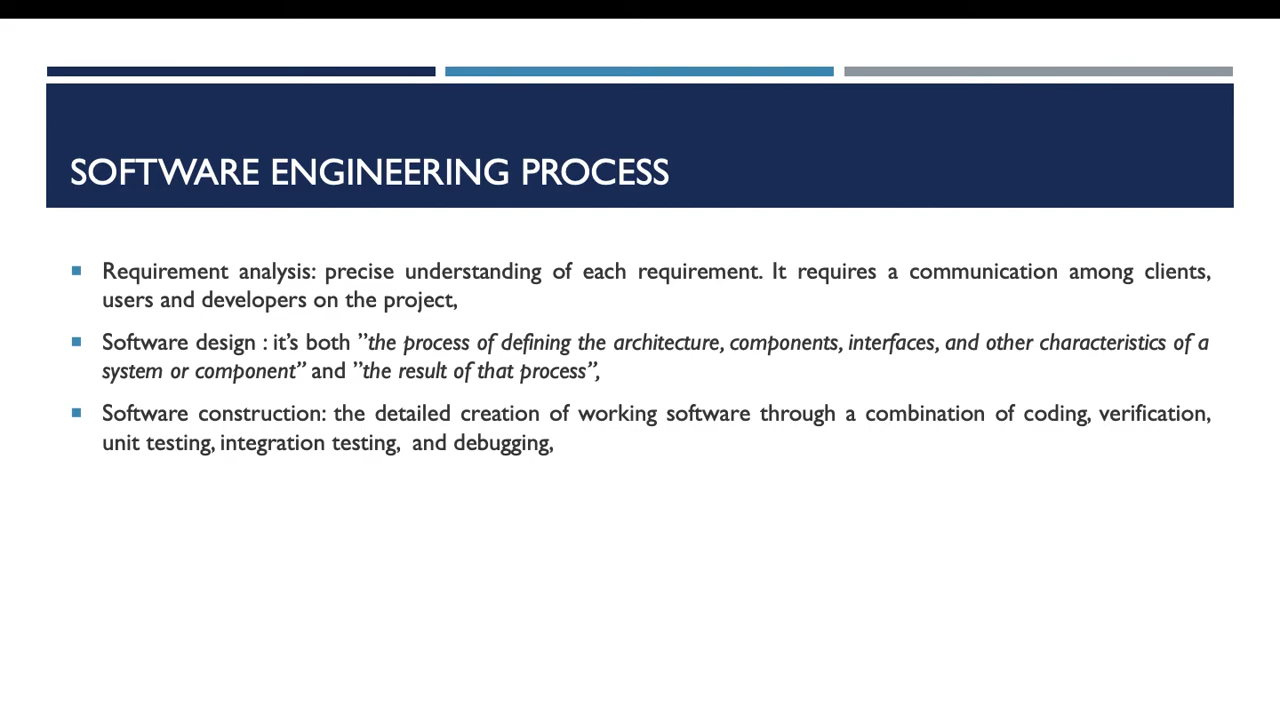 SOFTWARE ENGINEERING PROCESS
Requirement analysis: precise understanding of each requirement. It requires a communication among clients,
users and developers on the project,
Software design : it’s both ”the process of defining the architecture, components, interfaces, and other characteristics of a
system or component” and ”the result of that process”,
Software construction: the detailed creation of working software through a combination of coding, verification,
unit testing, integration testing,  and debugging,